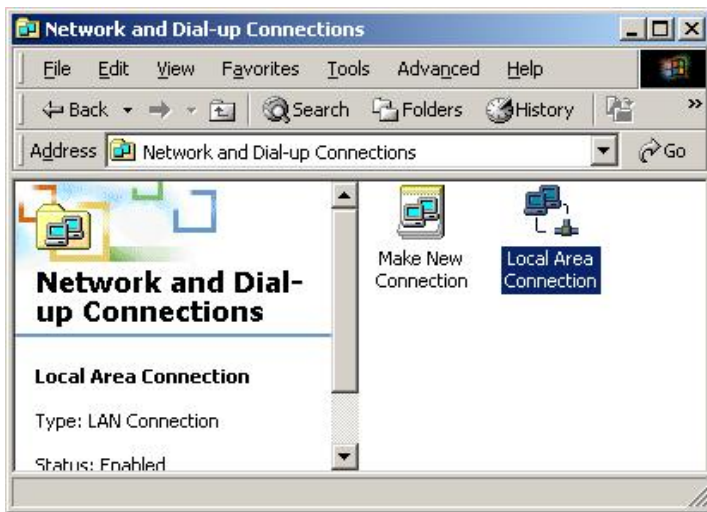 Network and Dial-up Connections
File Edit View Favorites Tools Advanced Help
Back Search Folders History »
Address Network and Dial-up Connections Go
Network and Dial-
up Connections
Local Area Connection
Type: LAN Connection
Status: Enabled
Make New
Connection
Local Area
Connection